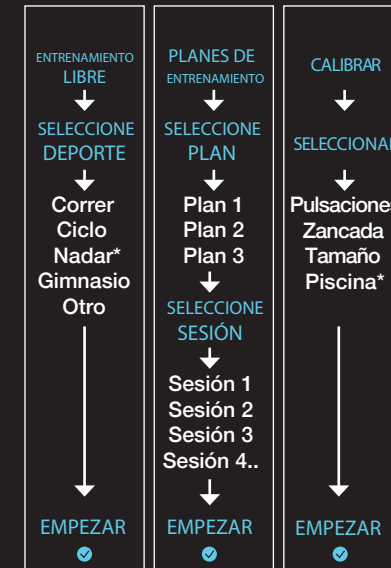 ENTRENAMIENTO
LIBRE
SELECCIONE
DEPORTE
Correr
Ciclo
Nadar*
Gimnasio
Otro
EMPEZAR
PLANES DE
ENTRENAMIENTO
SELECCIONE
PLAN
Plan 1
Plan 2
Plan 3
SELECCIONE
SESIÓN
Sesión 1
Sesión 2
Sesión 3
Sesión 4..
EMPEZAR
CALIBRAR
SELECCIONAR
Pulsaciones
Zancada
Tamaño
Piscina*
EMPEZAR